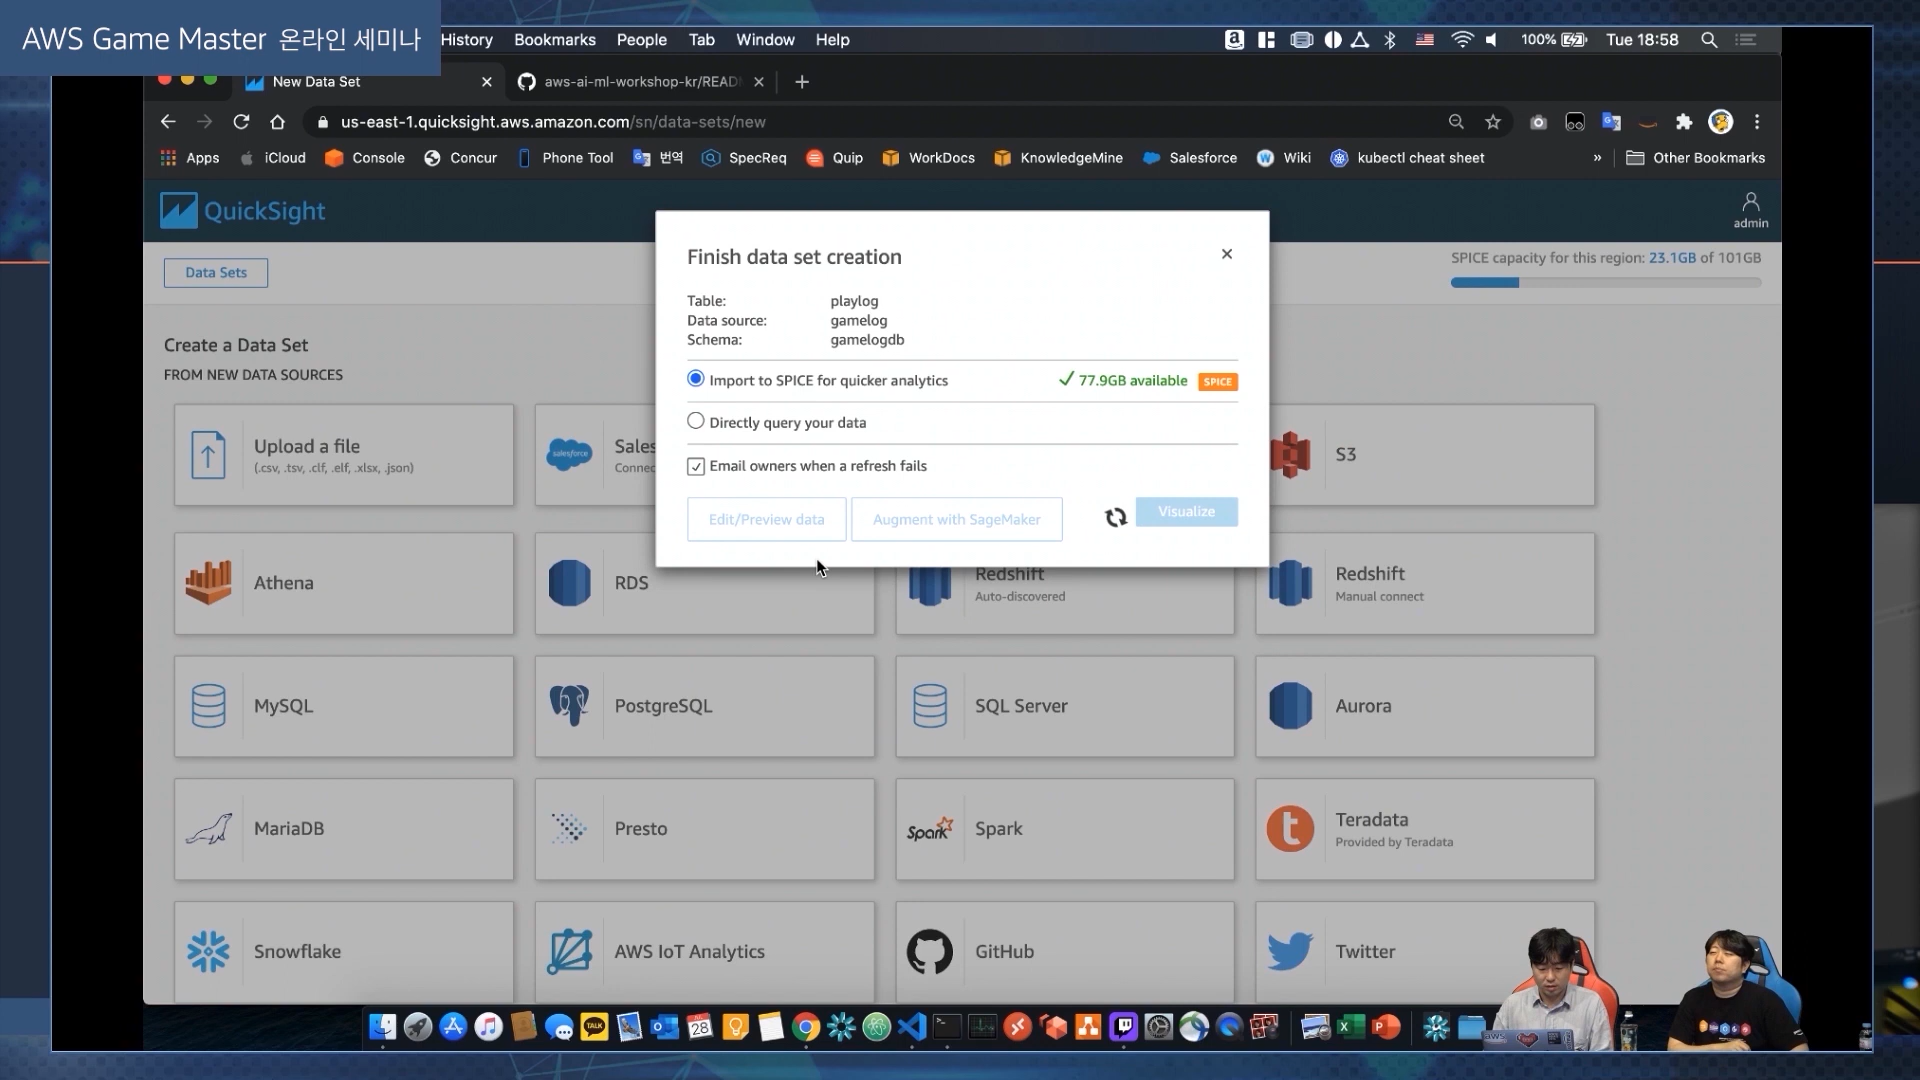 AWS Game Master 온라인 세미나
History Bookmarks People Tab Window Help
100% Tue 18:58
New Data Set
aws-ai-ml-workshop-kr/READ
us-east-1.quicksight.aws.amazon.com/sn/data-sets/new
Apps iCloud Console Concur Phone Tool 번역 SpecReq Quip WorkDocs KnowledgeMine Salesforce Wiki kubectl cheat sheet » Other Bookmarks
QuickSight
admin
Data Sets
SPICE capacity for this region: 23.1GB of 101GB
Finish data set creation
Table: playlog
Data source: gamelog
Schema: gamelogdb
Import to SPICE for quicker analytics 77.9GB available SPICE
Directly query your data
Email owners when a refresh fails
Edit/Preview data Augment with SageMaker Visualize
Create a Data Set
FROM NEW DATA SOURCES
Upload a file
(.csv, .tsv, .clf, .elf, .xlsx, .json)
salesforce
Sales
Connec
S3
Athena
RDS
Redshift
Auto-discovered
Redshift
Manual connect
MySQL
PostgreSQL
SQL Server
Aurora
MariaDB
Presto
Spark
Spark
Teradata
Provided by Teradata
Snowflake
AWS IoT Analytics
GitHub
Twitter
TALK
28
aws